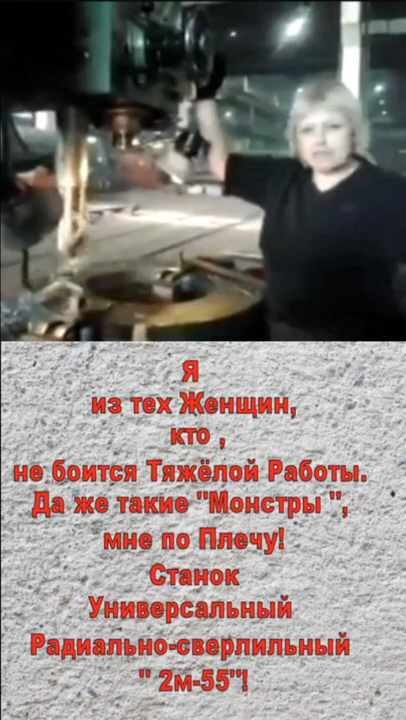 Я
из тех Женщин,
кто ,
не боится Тяжёлой Работы.
Да же такие "Монстры ",
мне по Плечу!
Станок
Универсальный
Радиально-сверлильный
" 2м-55"!